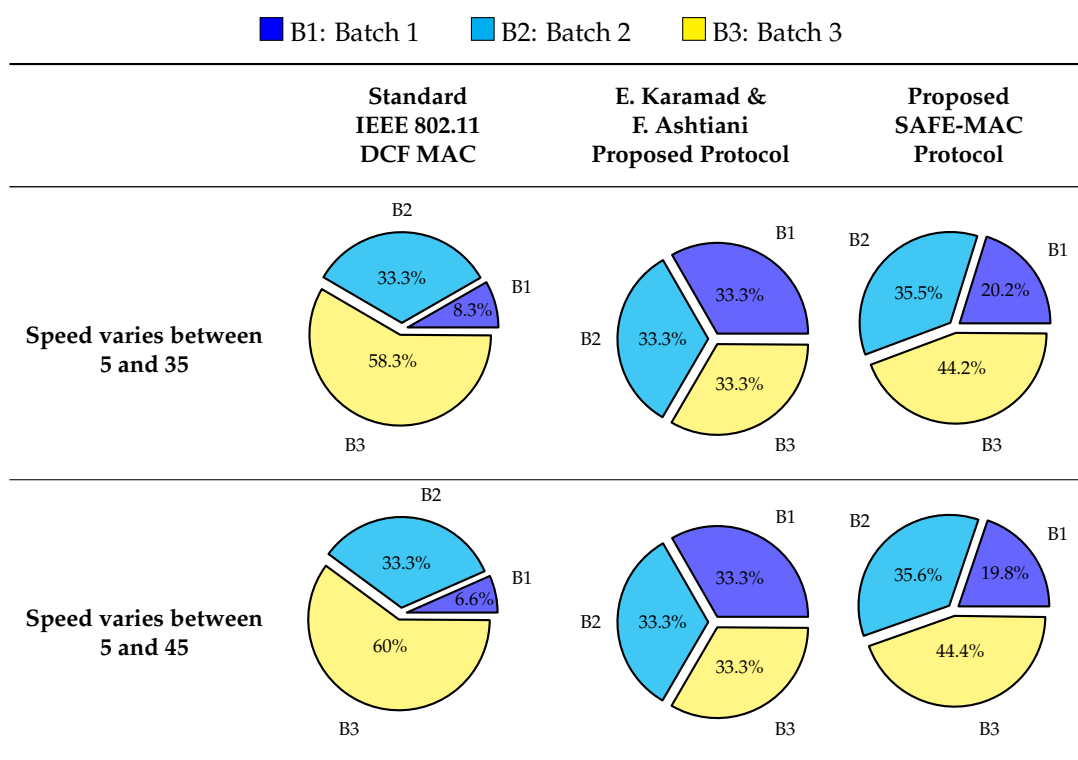 B1: Batch 1 B2: Batch 2 B3: Batch 3
Standard IEEE 802.11 DCF MAC
E. Karamad & F. Ashtiani Proposed Protocol
Proposed SAFE-MAC Protocol
Speed varies between
5 and 35
B2
33.3%
B1
8.3%
58.3%
B3
B1
33.3%
B2
33.3%
33.3%
B3
B2
35.5%
B1
20.2%
44.2%
B3
Speed varies between
5 and 45
B2
33.3%
B1
6.6%
60%
B3
B1
33.3%
B2
33.3%
33.3%
B3
B2
35.6%
B1
19.8%
44.4%
B3